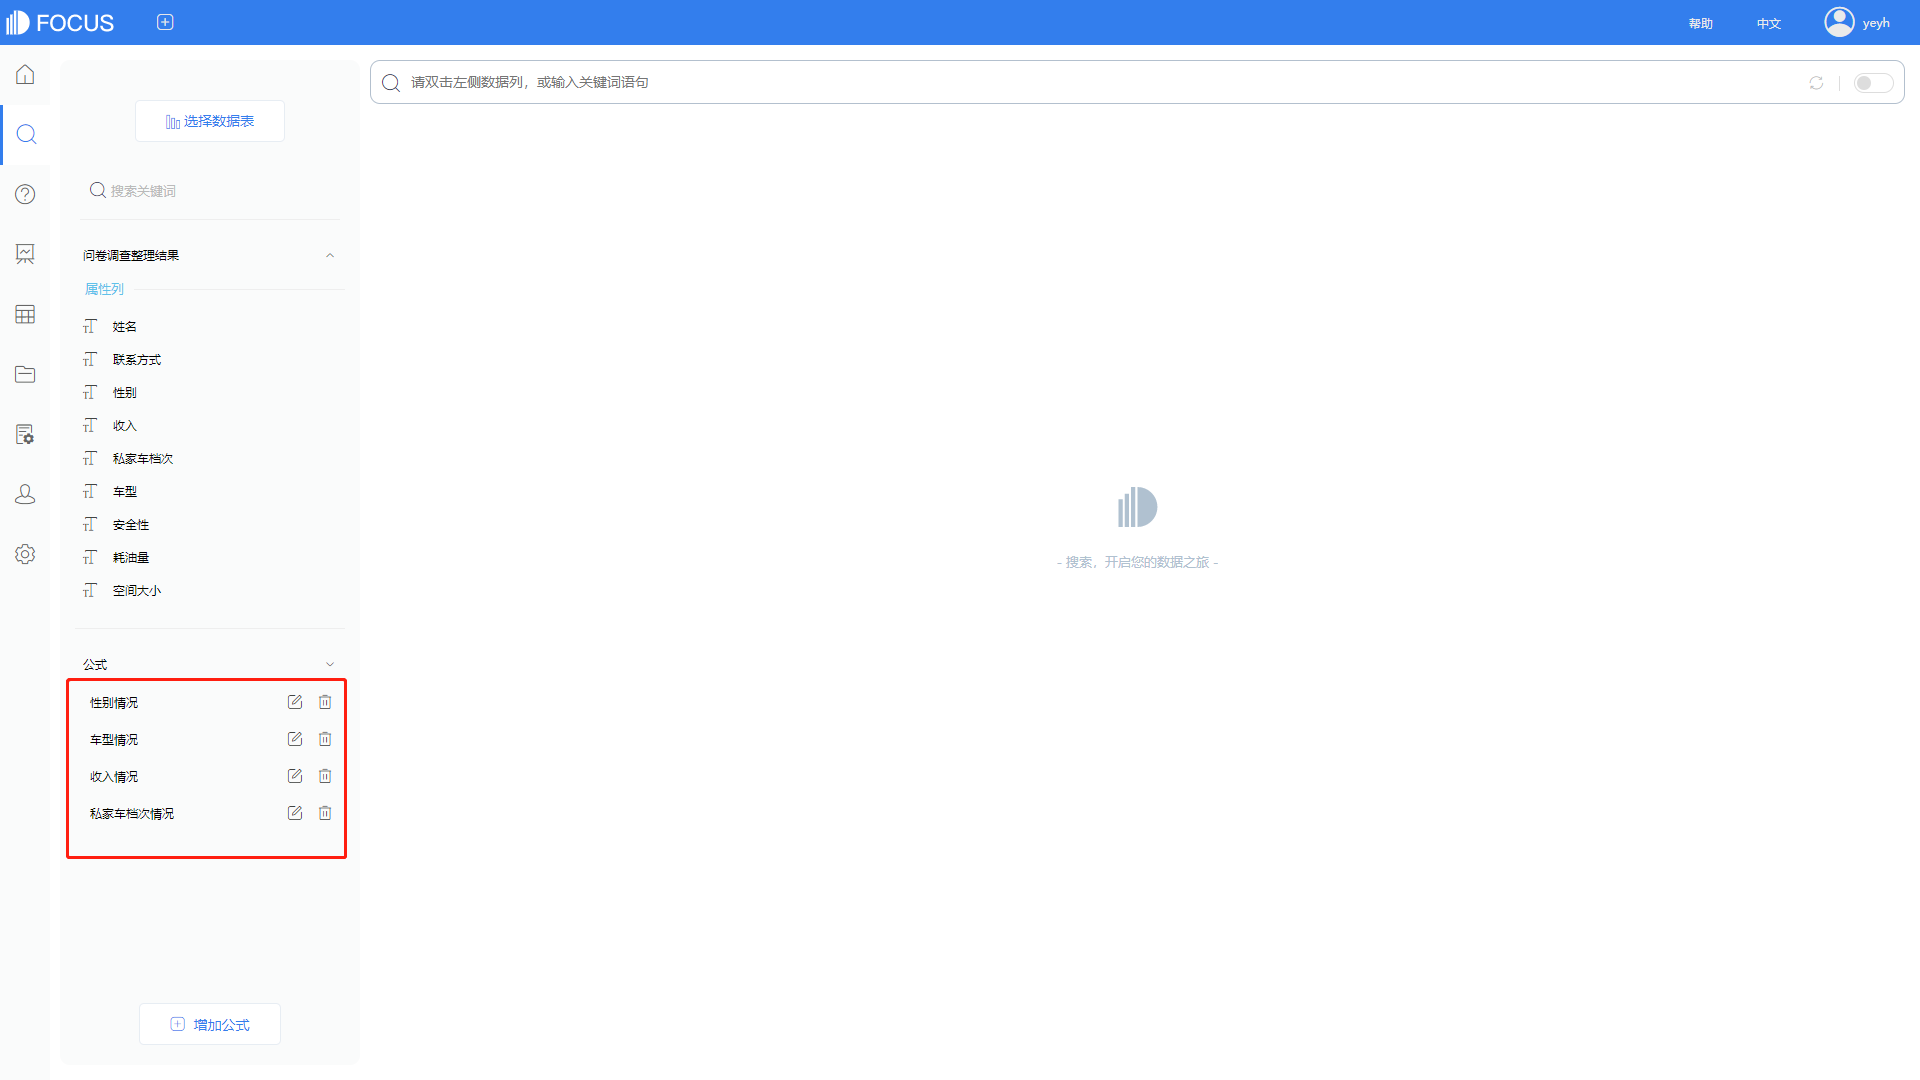 FOCUS
帮助
中文
yeyh
选择数据表
搜索关键词
问卷调查整理结果
属性列
姓名
联系方式
性别
收入
私家车档次
车型
安全性
耗油量
空间大小
公式
性别情况
车型情况
收入情况
私家车档次情况
增加公式
请双击左侧数据列，或输入关键词语句
- 搜索，开启您的数据之旅 -